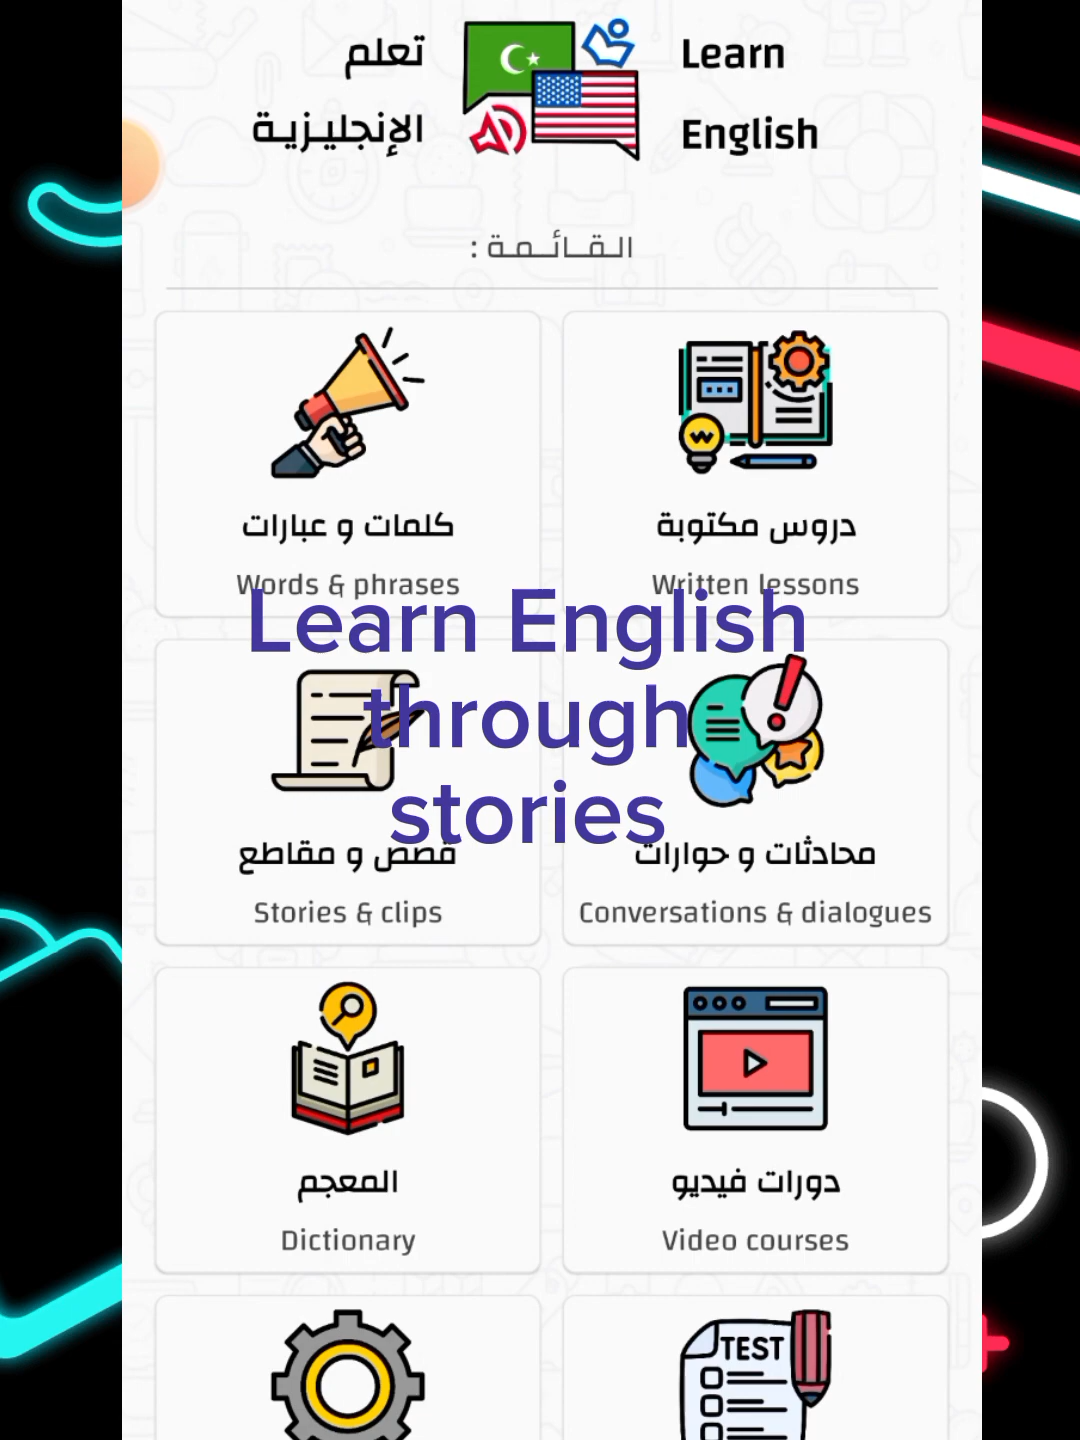 تعلم
الإنجليزية
Learn
English
القائمة :
كلمات و عبارات
Words & phrases
دروس مكتوبة
Written lessons
Learn English
through
stories
قصص و مقاطع
Stories & clips
محادثات و حوارات
Conversations & dialogues
المعجم
Dictionary
دورات فيديو
Video courses
TEST